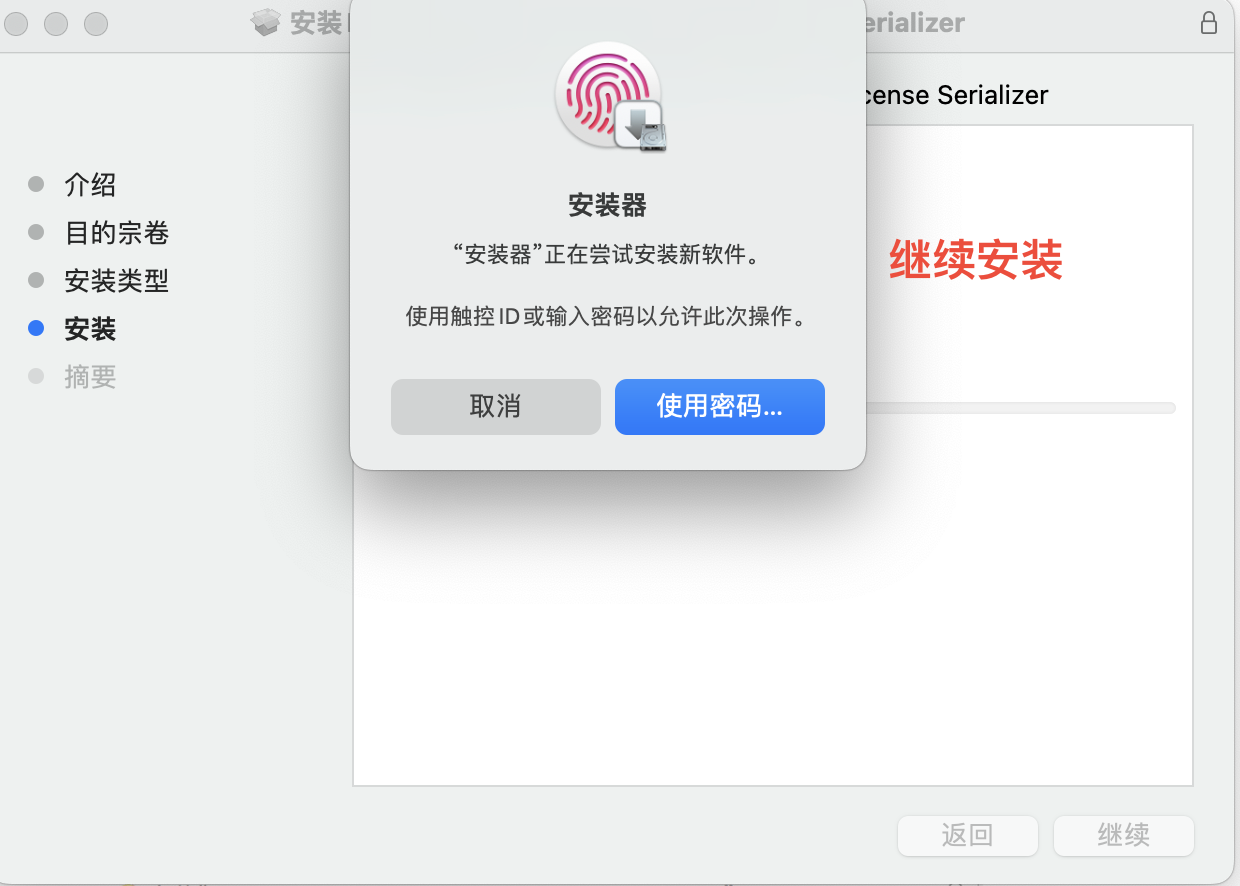 安装
erializer
cense Serializer
介绍
目的宗卷
安装类型
安装
摘要
安装器
“安装器”正在尝试安装新软件。
使用触控 ID 或输入密码以允许此次操作。
取消
使用密码...
继续安装
返回
继续